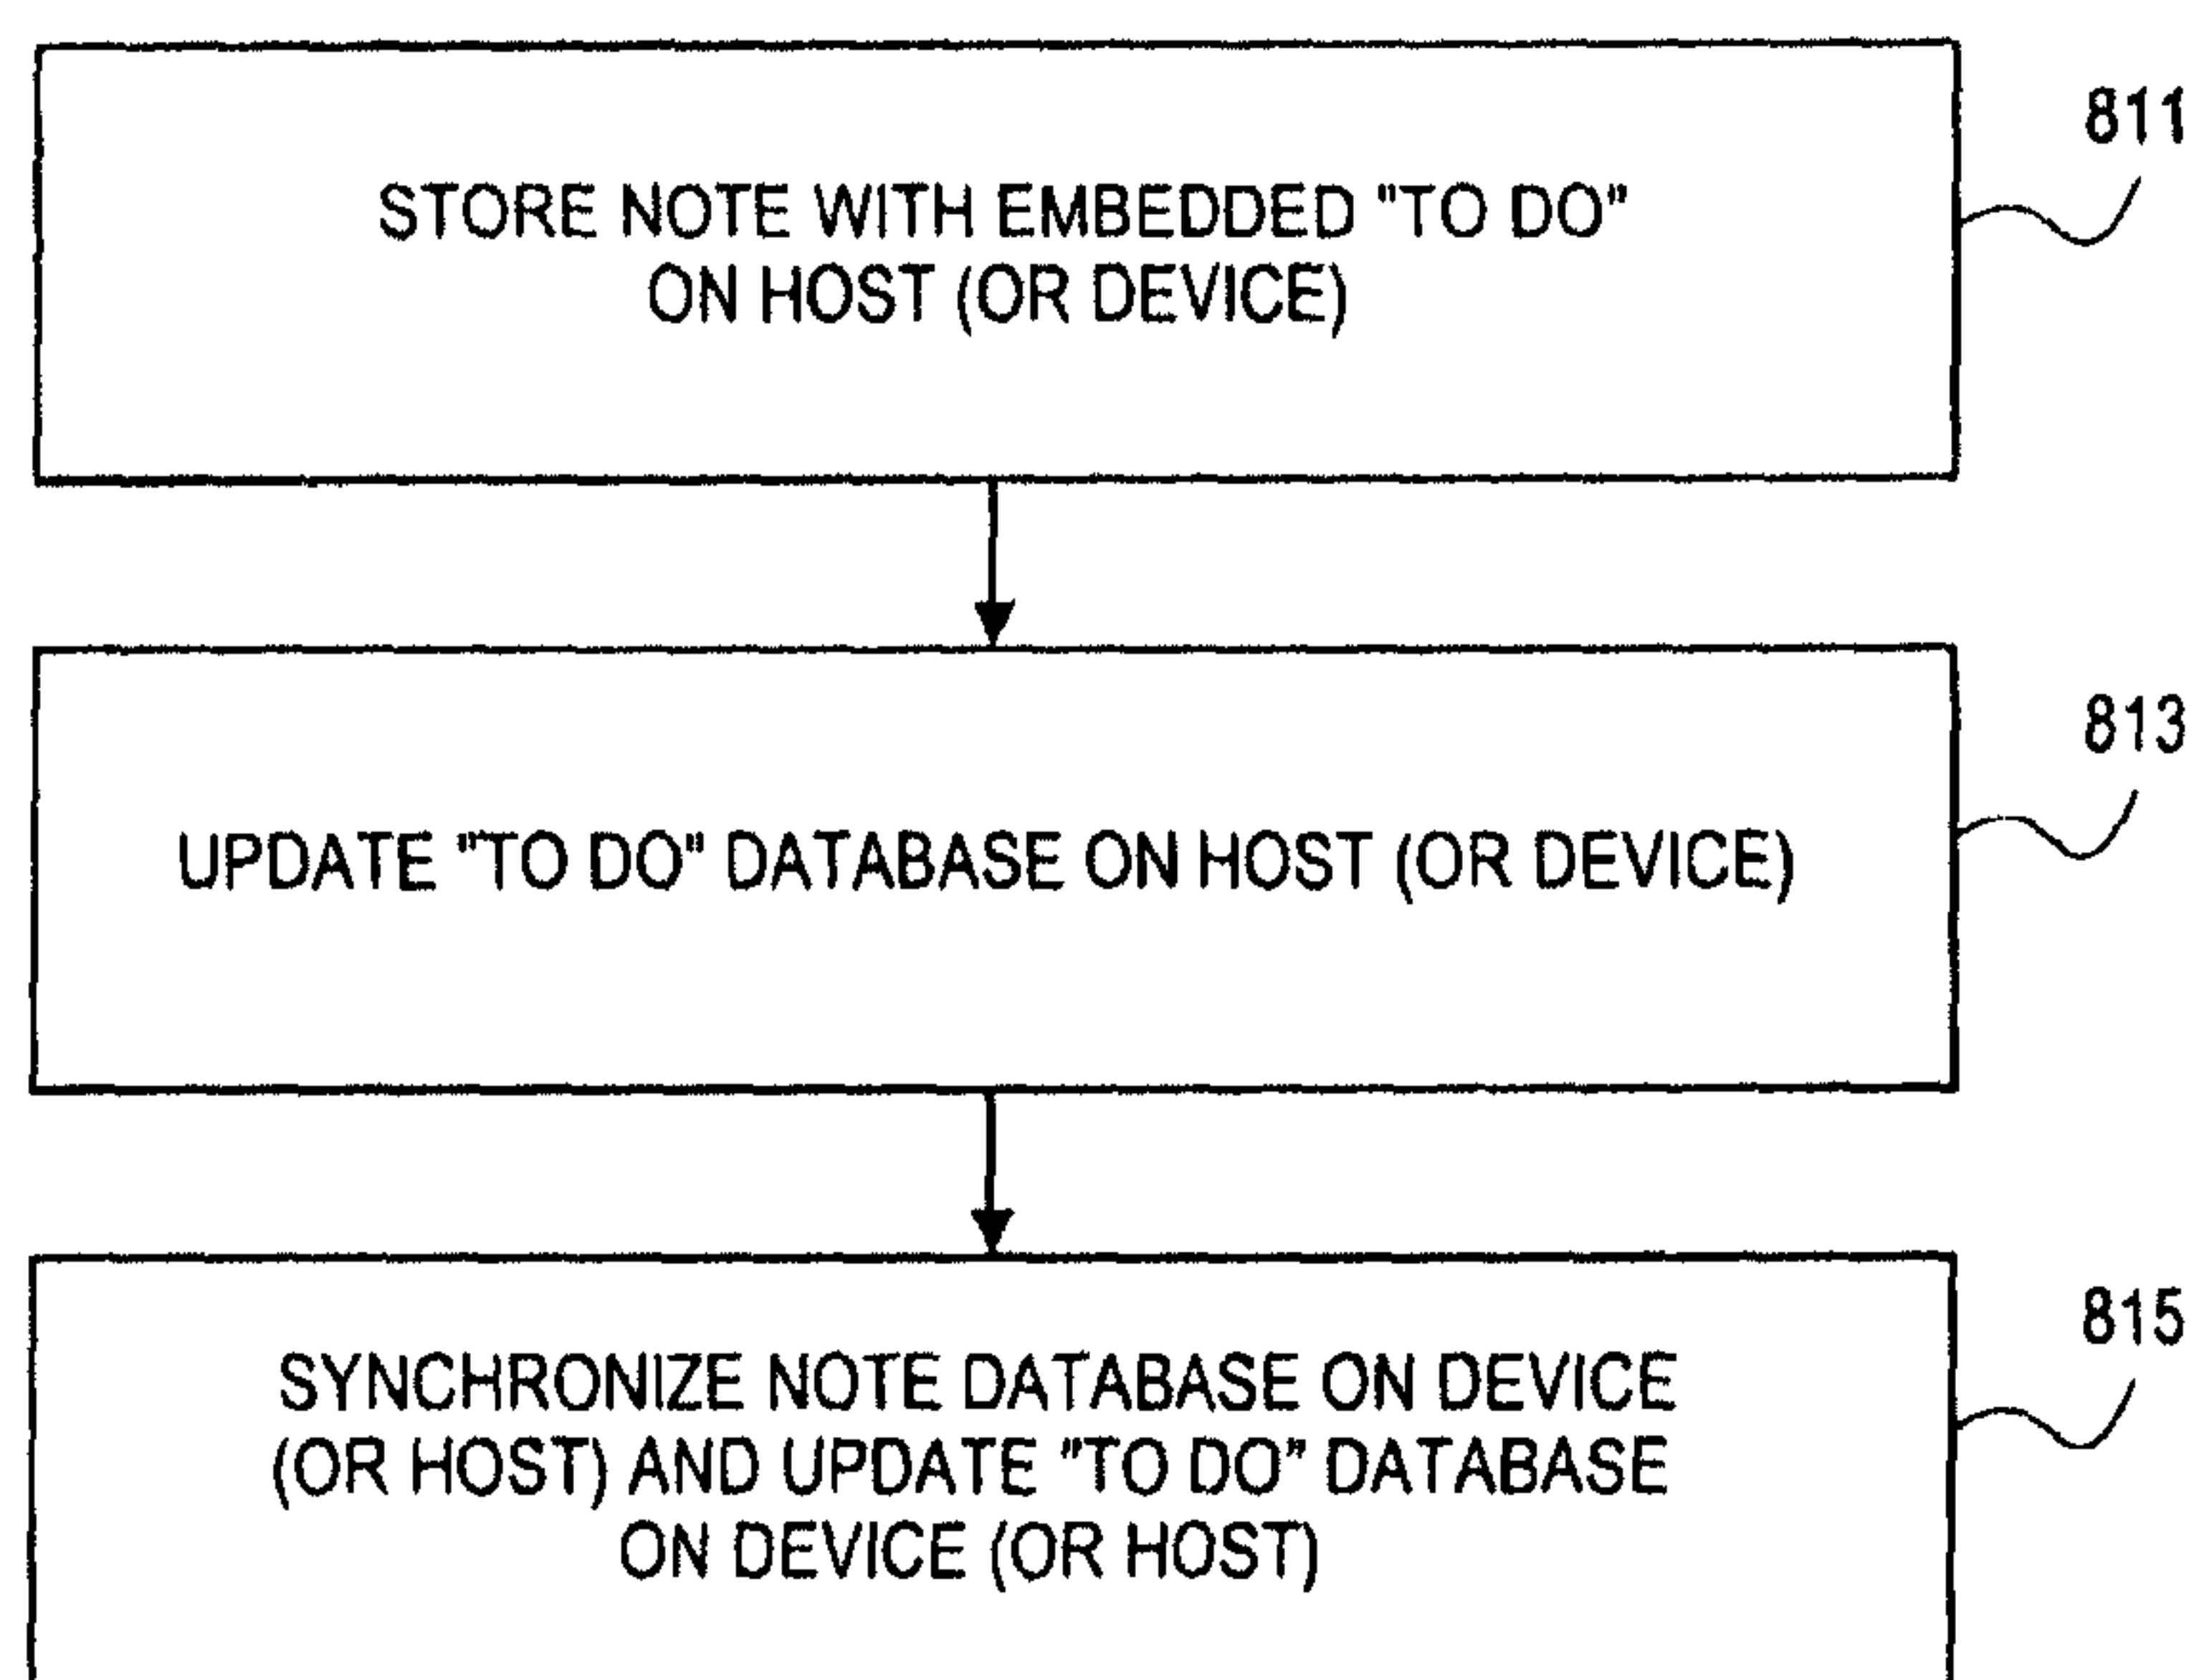 811
STORE NOTE WITH EMBEDDED "TO DO"
ON HOST (OR DEVICE)
813
UPDATE "TO DO" DATABASE ON HOST (OR DEVICE)
815
SYNCHRONIZE NOTE DATABASE ON DEVICE
(OR HOST) AND UPDATE "TO DO" DATABASE
ON DEVICE (OR HOST)